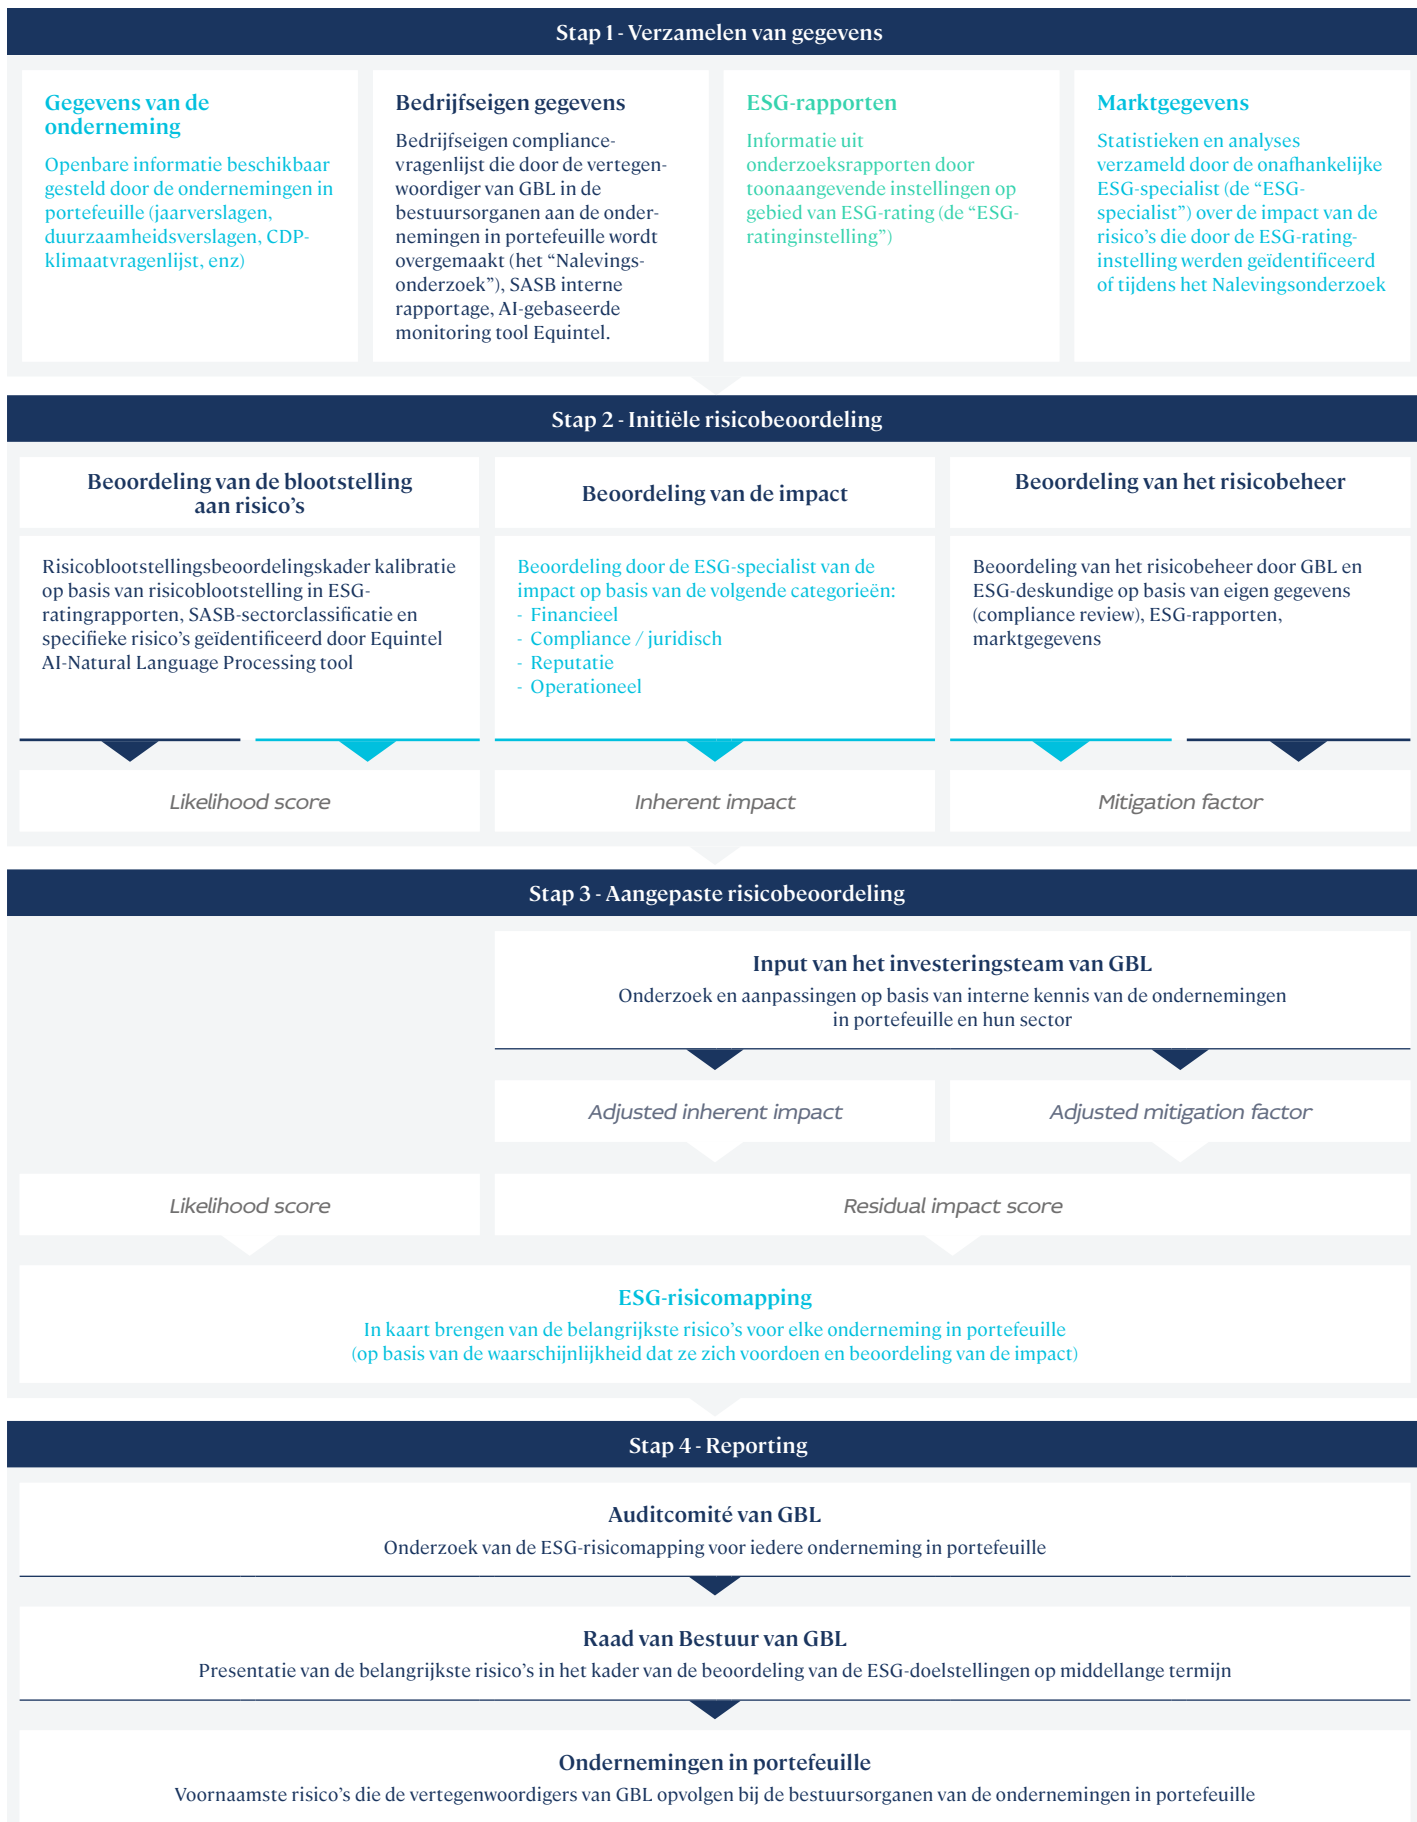 Stap 1 - Verzamelen van gegevens
Gegevens van de
onderneming
Openbare informatie beschikbaar
gesteld door de ondernemingen in
portefeuille (jaarverslagen,
duurzaamheidsverslagen, CDP-
klimaatvragenlijst, enz)
Bedrijfseigen gegevens
Bedrijfseigen compliance-
vragenlijst die door de vertegen-
woordiger van GBL in de
bestuursorganen aan de onder-
nemingen in portefeuille wordt
overgemaakt (het “Nalevings-
onderzoek”), SASB interne
rapportage, AI-gebaseerde
monitoring tool Equintel.
ESG-rapporten
Informatie uit
onderzoeksrapporten door
toonaangevende instellingen op
gebied van ESG-rating (de “ESG-
ratinginstelling”)
Marktgegevens
Statistieken en analyses
verzameld door de onafhankelijke
ESG-specialist (de “ESG-
specialist”) over de impact van de
risico’s die door de ESG-rating-
instelling werden geïdentificeerd
of tijdens het Nalevingsonderzoek
Stap 2 - Initiële risicobeoordeling
Beoordeling van de blootstelling
aan risico’s
Risicoblootstellingsbeoordelingskader kalibratie
op basis van risicoblootstelling in ESG-
ratingrapporten, SASB-sectorclassificatie en
specifieke risico’s geïdentificeerd door Equintel
AI-Natural Language Processing tool
Beoordeling van de impact
Beoordeling door de ESG-specialist van de
impact op basis van de volgende categorieën:
- Financieel
- Compliance / juridisch
- Reputatie
- Operationeel
Beoordeling van het risicobeheer
Beoordeling van het risicobeheer door GBL en
ESG-deskundige op basis van eigen gegevens
(compliance review), ESG-rapporten,
marktgegevens
Likelihood score
Inherent impact
Mitigation factor
Stap 3 - Aangepaste risicobeoordeling
Input van het investeringsteam van GBL
Onderzoek en aanpassingen op basis van interne kennis van de ondernemingen
in portefeuille en hun sector
Adjusted inherent impact
Adjusted mitigation factor
Likelihood score
Residual impact score
ESG-risicomapping
In kaart brengen van de belangrijkste risico’s voor elke onderneming in portefeuille
(op basis van de waarschijnlijkheid dat ze zich voordoen en beoordeling van de impact)
Stap 4 - Reporting
Auditcomité van GBL
Onderzoek van de ESG-risicomapping voor iedere onderneming in portefeuille
Raad van Bestuur van GBL
Presentatie van de belangrijkste risico’s in het kader van de beoordeling van de ESG-doelstellingen op middellange termijn
Ondernemingen in portefeuille
Voornaamste risico’s die de vertegenwoordigers van GBL opvolgen bij de bestuursorganen van de ondernemingen in portefeuille